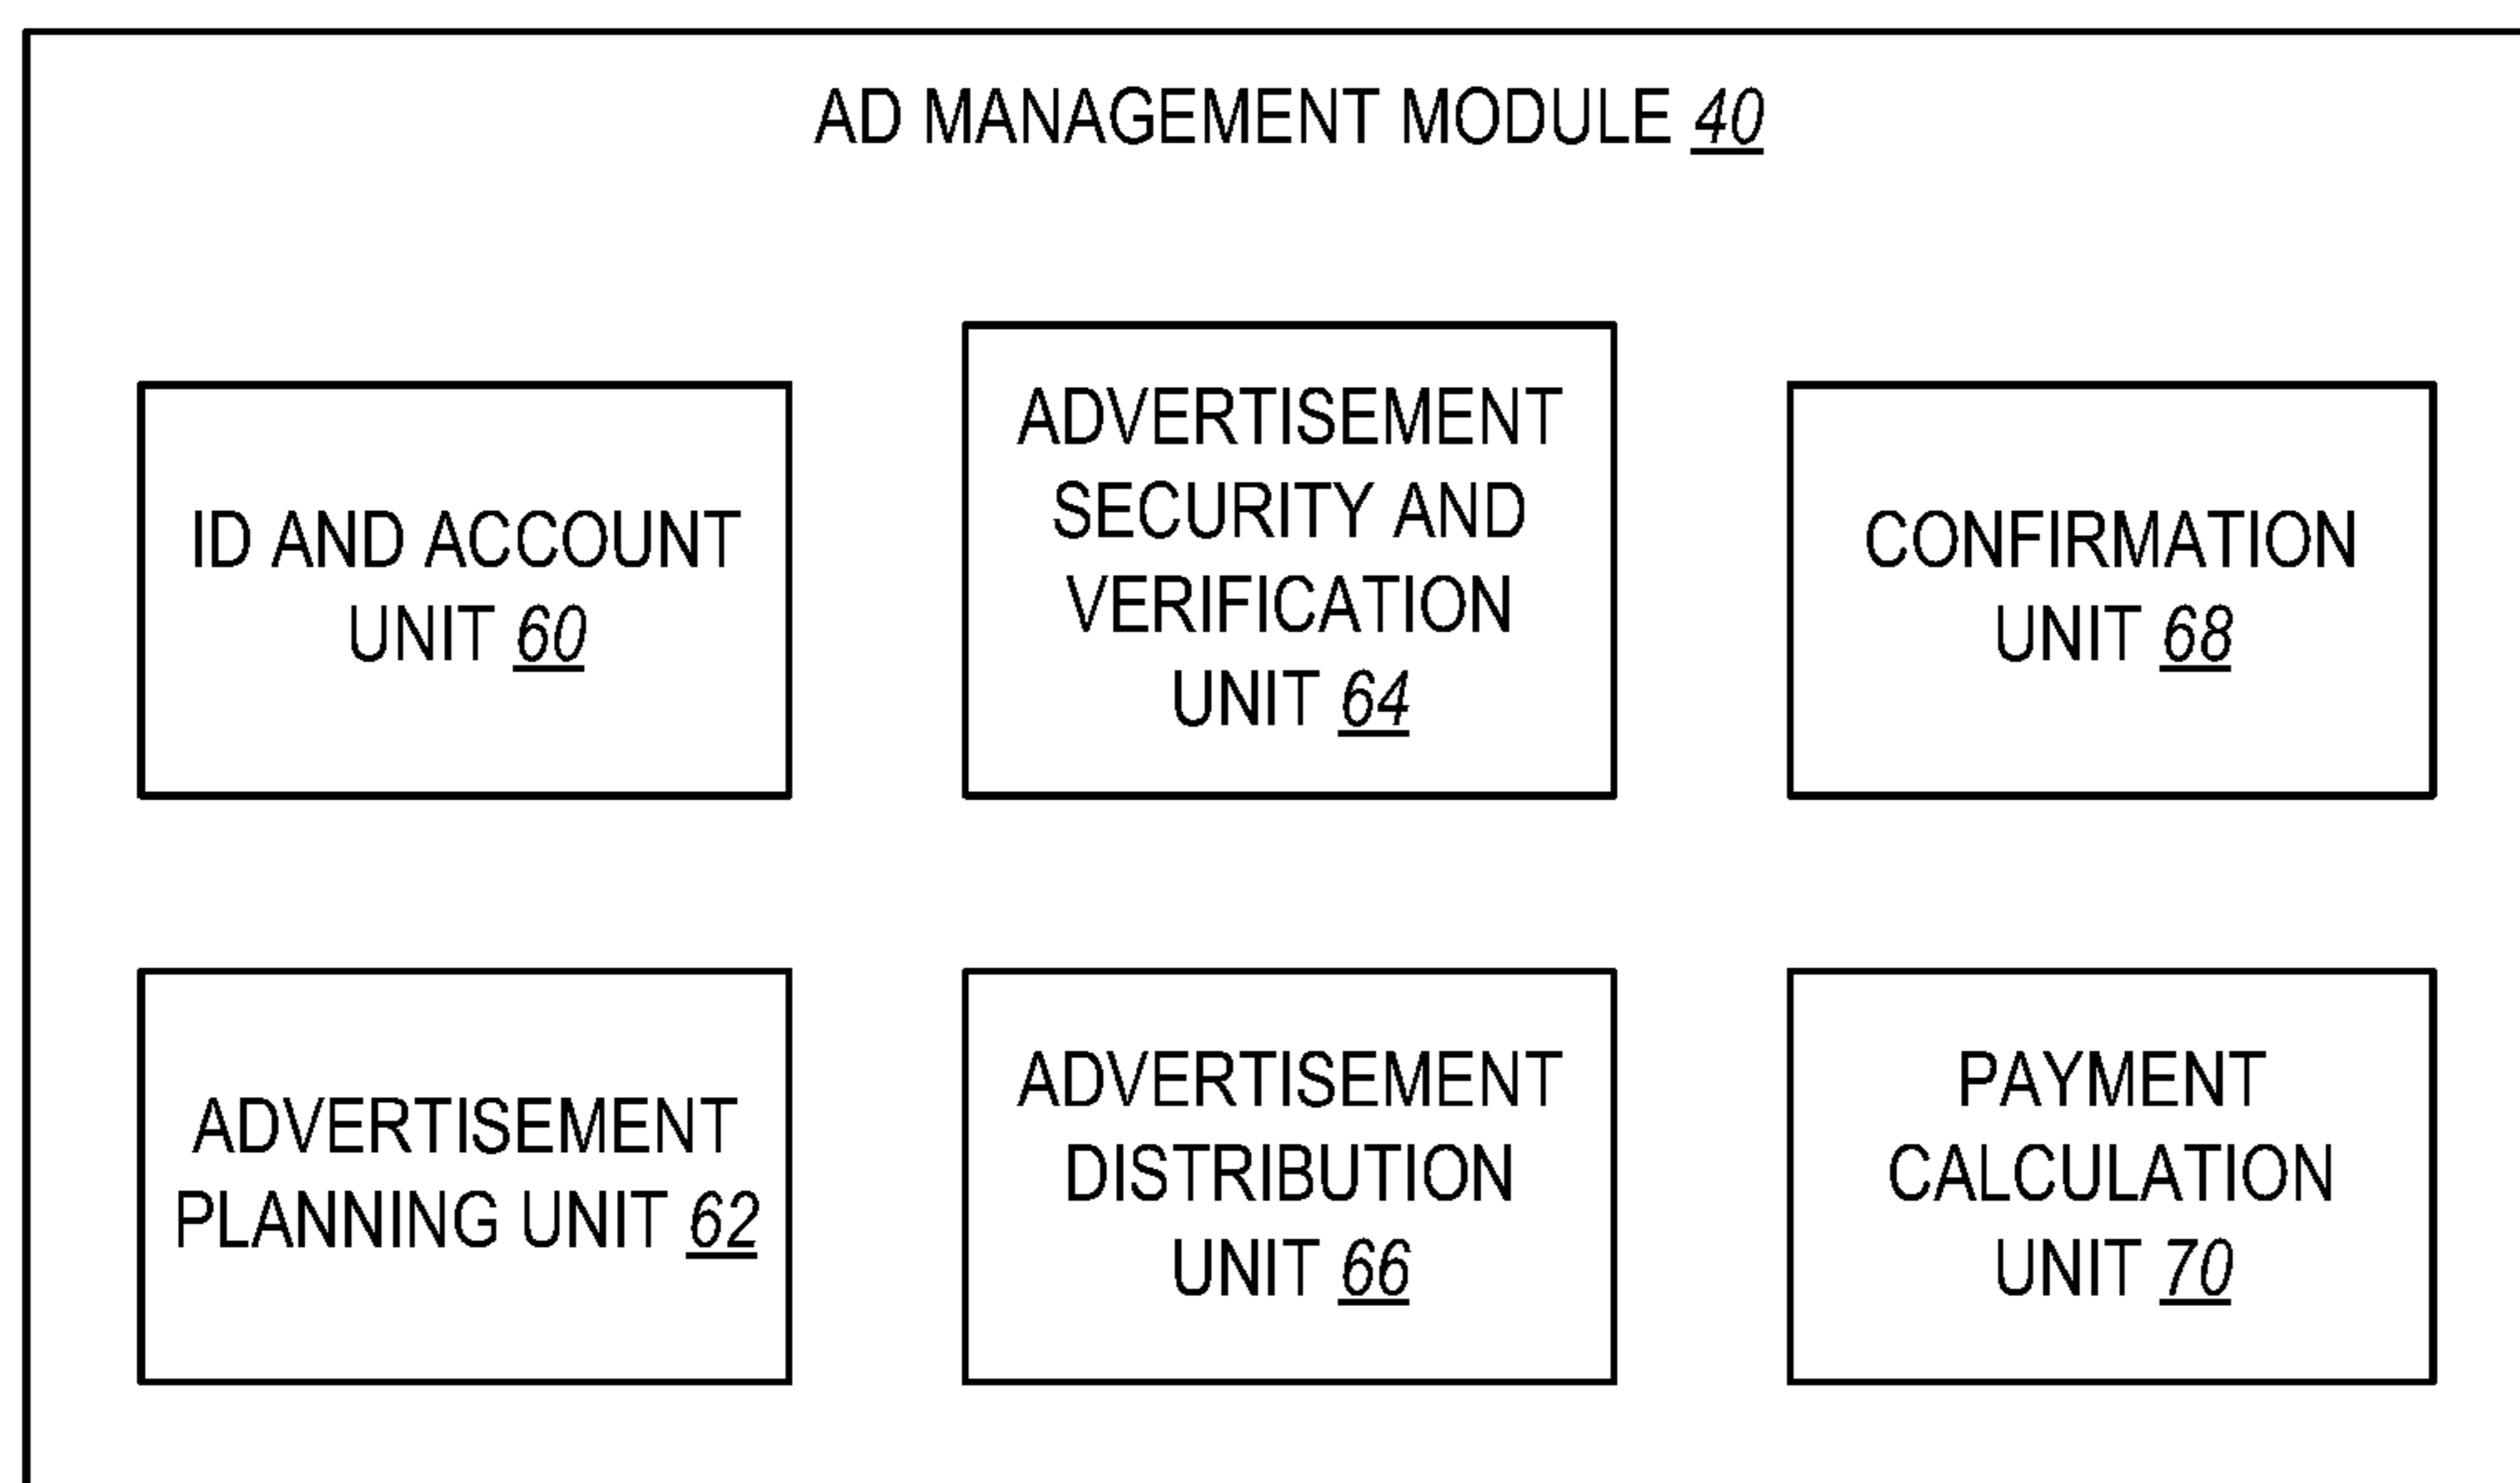 AD MANAGEMENT MODULE 40
ID AND ACCOUNT
UNIT 60
ADVERTISEMENT
SECURITY AND
VERIFICATION
UNIT 64
CONFIRMATION
UNIT 68
ADVERTISEMENT
PLANNING UNIT 62
ADVERTISEMENT
DISTRIBUTION
UNIT 66
PAYMENT
CALCULATION
UNIT 70